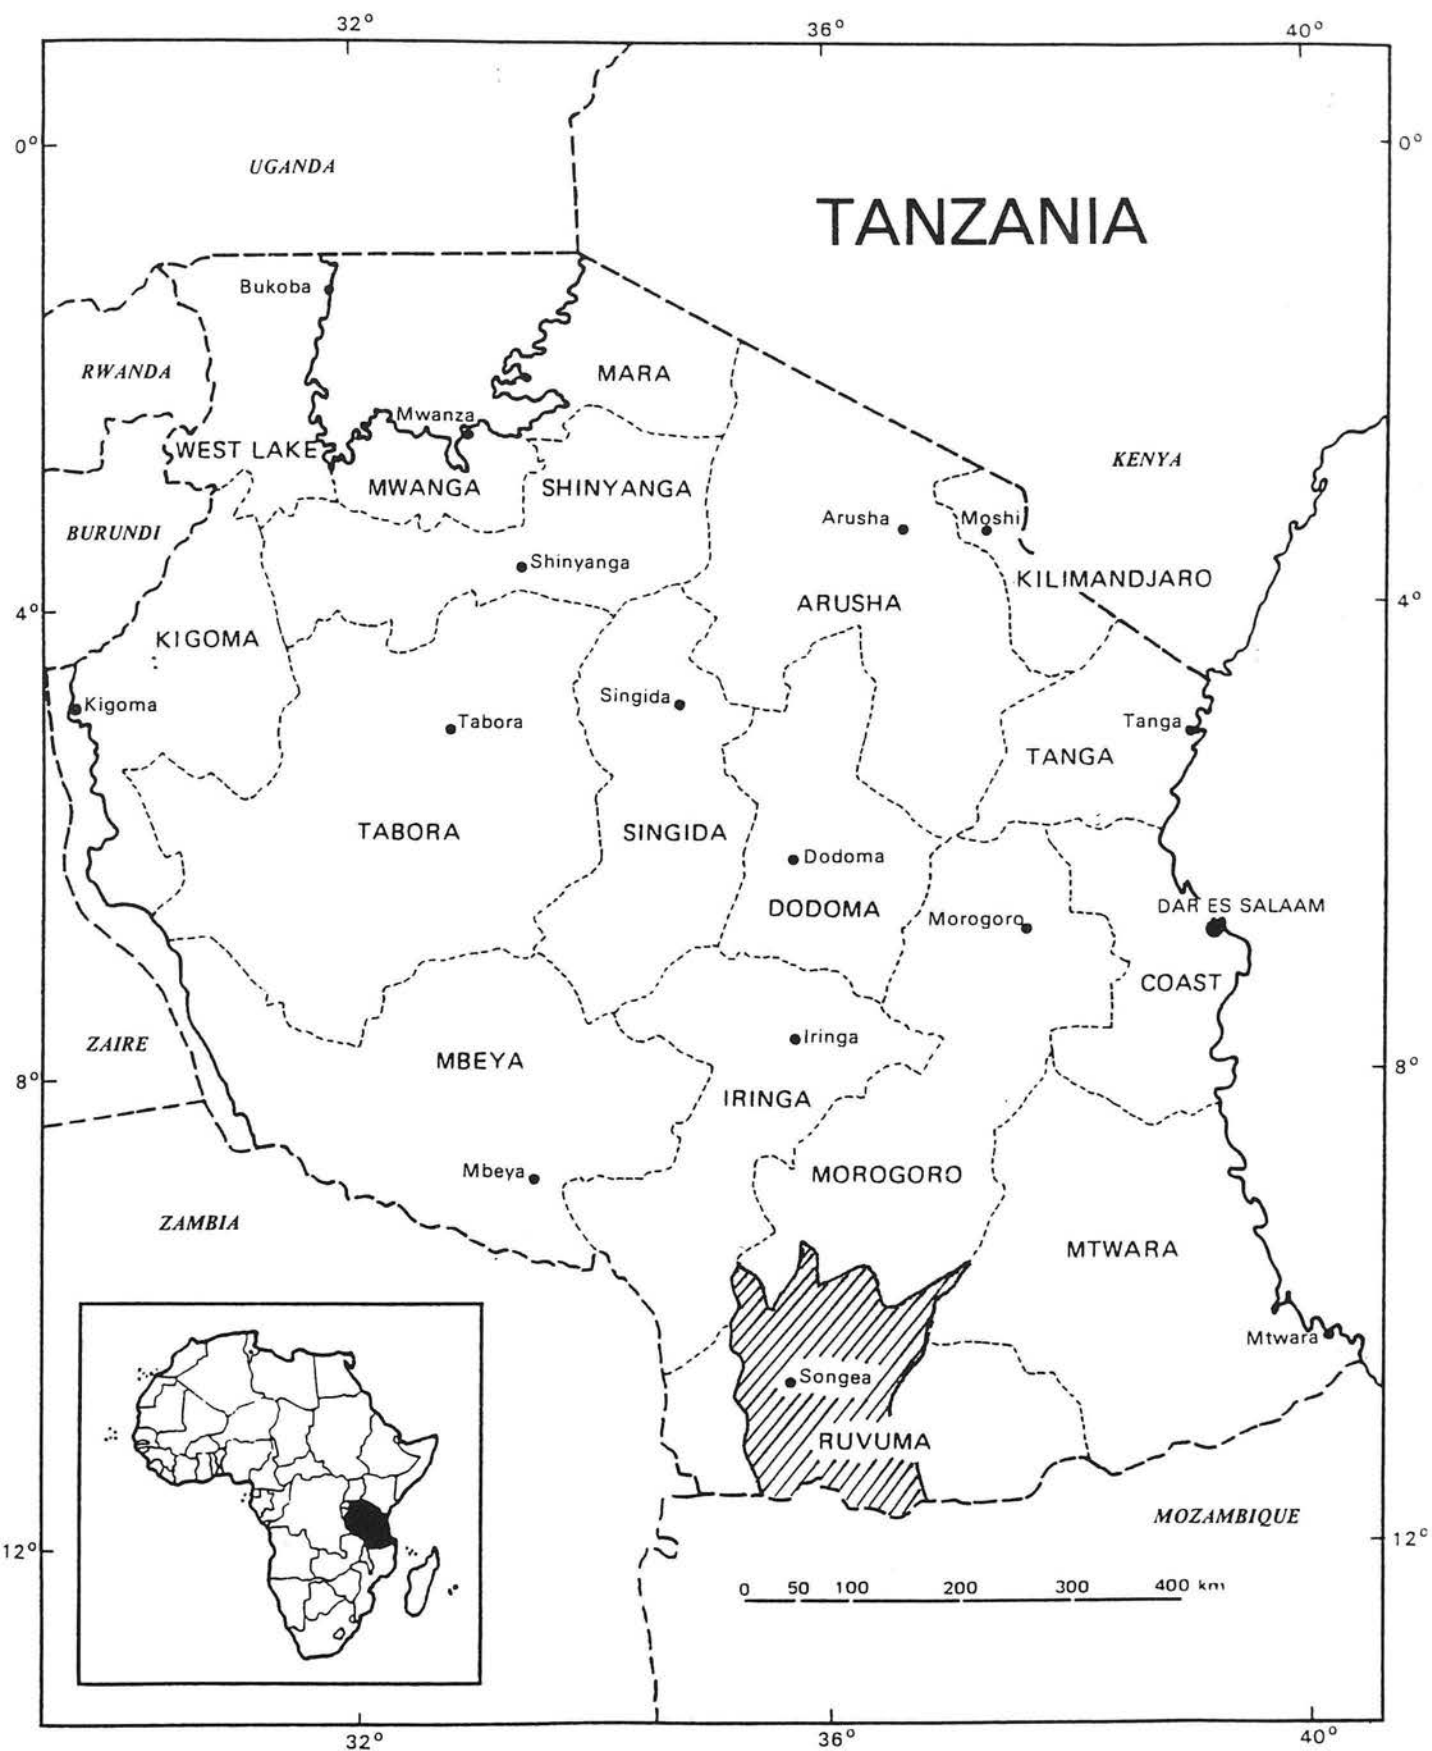 32° 36° 40°
0° 0°
UGANDA
TANZANIA
Bukoba
RWANDA
MARA
Mwanza
WEST LAKE
KENYA
MWANGA SHINYANGA
Arusha Moshi
BURUNDI
Shinyanga
KILIMANDJARO
ARUSHA
4° 4°
KIGOMA
Singida
Kigoma
Tabora
Tanga
TANGA
TABORA
SINGIDA
Dodoma
DODOMA
DAR ES SALAAM
Morogoro
COAST
Iringa
ZAIRE
MBEYA
8° 8°
IRINGA
Mbeya
MOROGORO
ZAMBIA
MTWARA
Mtwara
Songea
RUVUMA
MOZAMBIQUE
12° 12°
0 50 100 200 300 400 km
32° 36° 40°